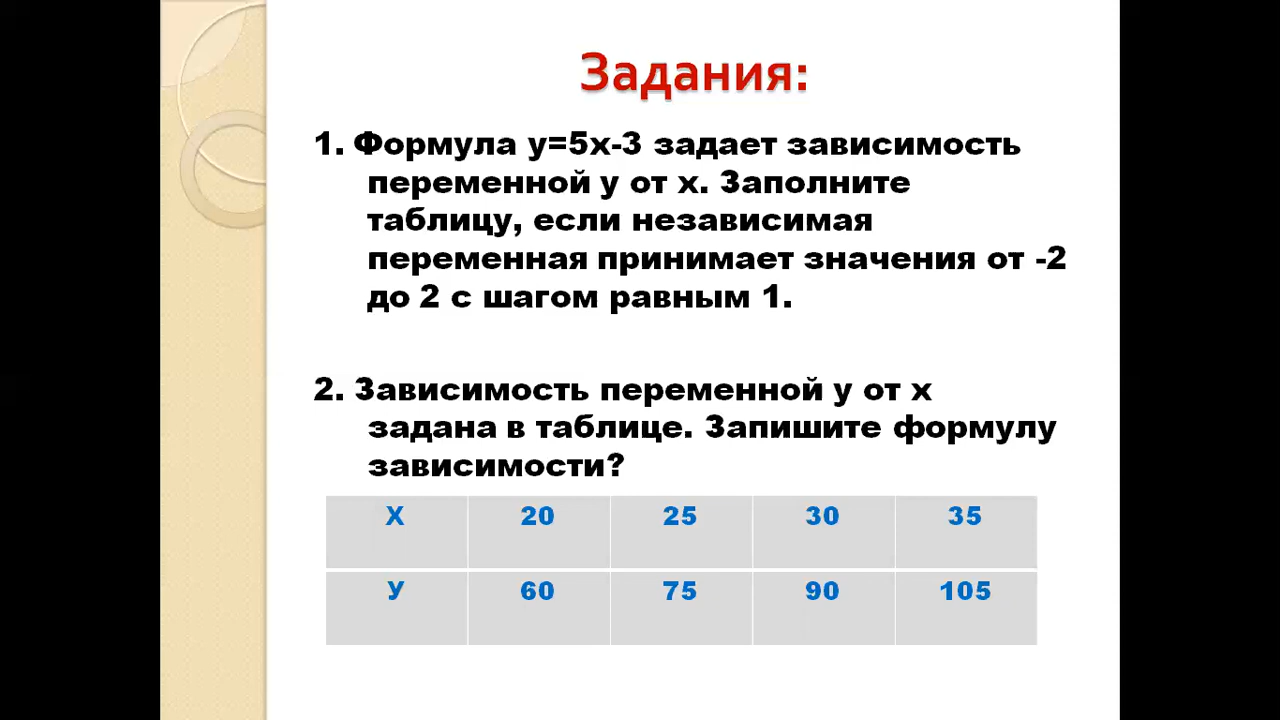 Задания:
1. Формула у=5х-3 задает зависимость
переменной у от х. Заполните
таблицу, если независимая
переменная принимает значения от -2
до 2 с шагом равным 1.
2. Зависимость переменной у от х
задана в таблице. Запишите формулу
зависимости?
Х 20 25 30 35
У 60 75 90 105